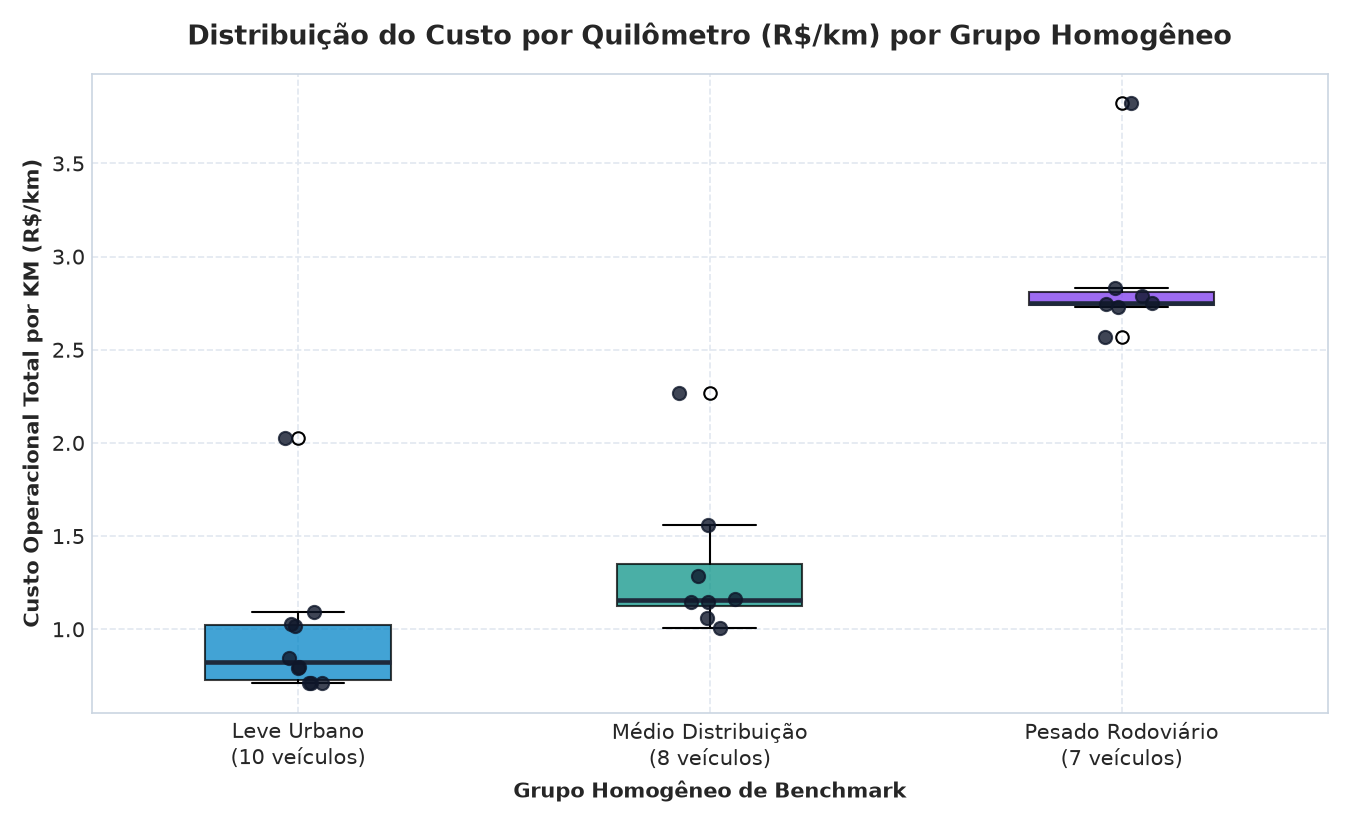 Distribuição do Custo por Quilômetro (R$/km) por Grupo Homogêneo
Custo Operacional Total por KM (R$/km)
3.5
3.0
2.5
2.0
1.5
1.0
Leve Urbano
(10 veículos)
Médio Distribuição
(8 veículos)
Pesado Rodoviário
(7 veículos)
Grupo Homogêneo de Benchmark